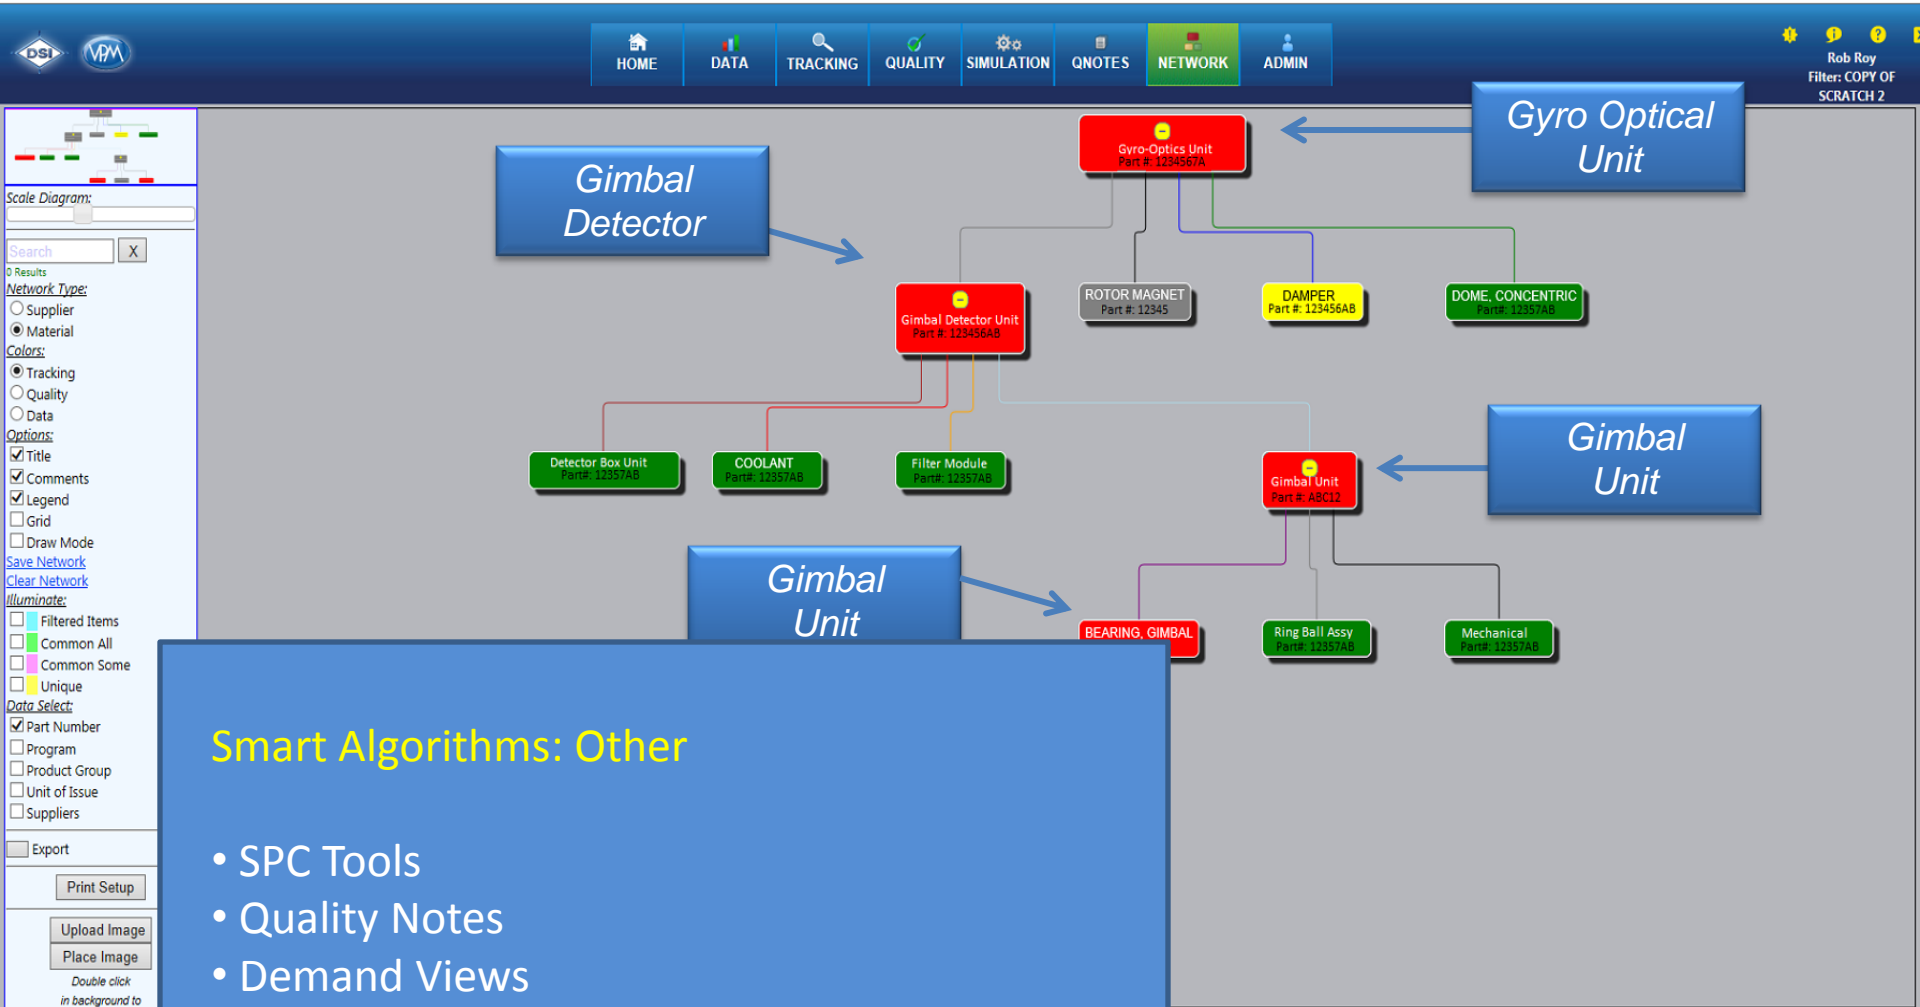 DSI
VPM
HOME
DATA
TRACKING
QUALITY
SIMULATION
QNOTES
NETWORK
ADMIN
Rob Roy
Filter: COPY OF
SCRATCH 2
Scale Diagram:
Search
X
0 Results
Network Type:
Supplier
Material
Colors:
Tracking
Quality
Data
Options:
Title
Comments
Legend
Grid
Draw Mode
Save Network
Clear Network
Illuminate:
Filtered Items
Common All
Common Some
Unique
Data Select:
Part Number
Program
Product Group
Unit of Issue
Suppliers
Export
Print Setup
Upload Image
Place Image
Double click
in background to
Gyro Optical
Unit
Gyro-Optics Unit
Part #: 1234567A
Gimbal
Detector
Gimbal Detector Unit
Part #: 123456AB
ROTOR MAGNET
Part #: 12345
DAMPER
Part #: 123456AB
DOME, CONCENTRIC
Part#: 12357AB
Detector Box Unit
Part#: 12357AB
COOLANT
Part#: 12357AB
Filter Module
Part#: 12357AB
Gimbal Unit
Part #: ABC12
Gimbal
Unit
Gimbal
Unit
BEARING, GIMBAL
Ring Ball Assy
Part#: 12357AB
Mechanical
Part#: 12357AB
Smart Algorithms: Other
• SPC Tools
• Quality Notes
• Demand Views